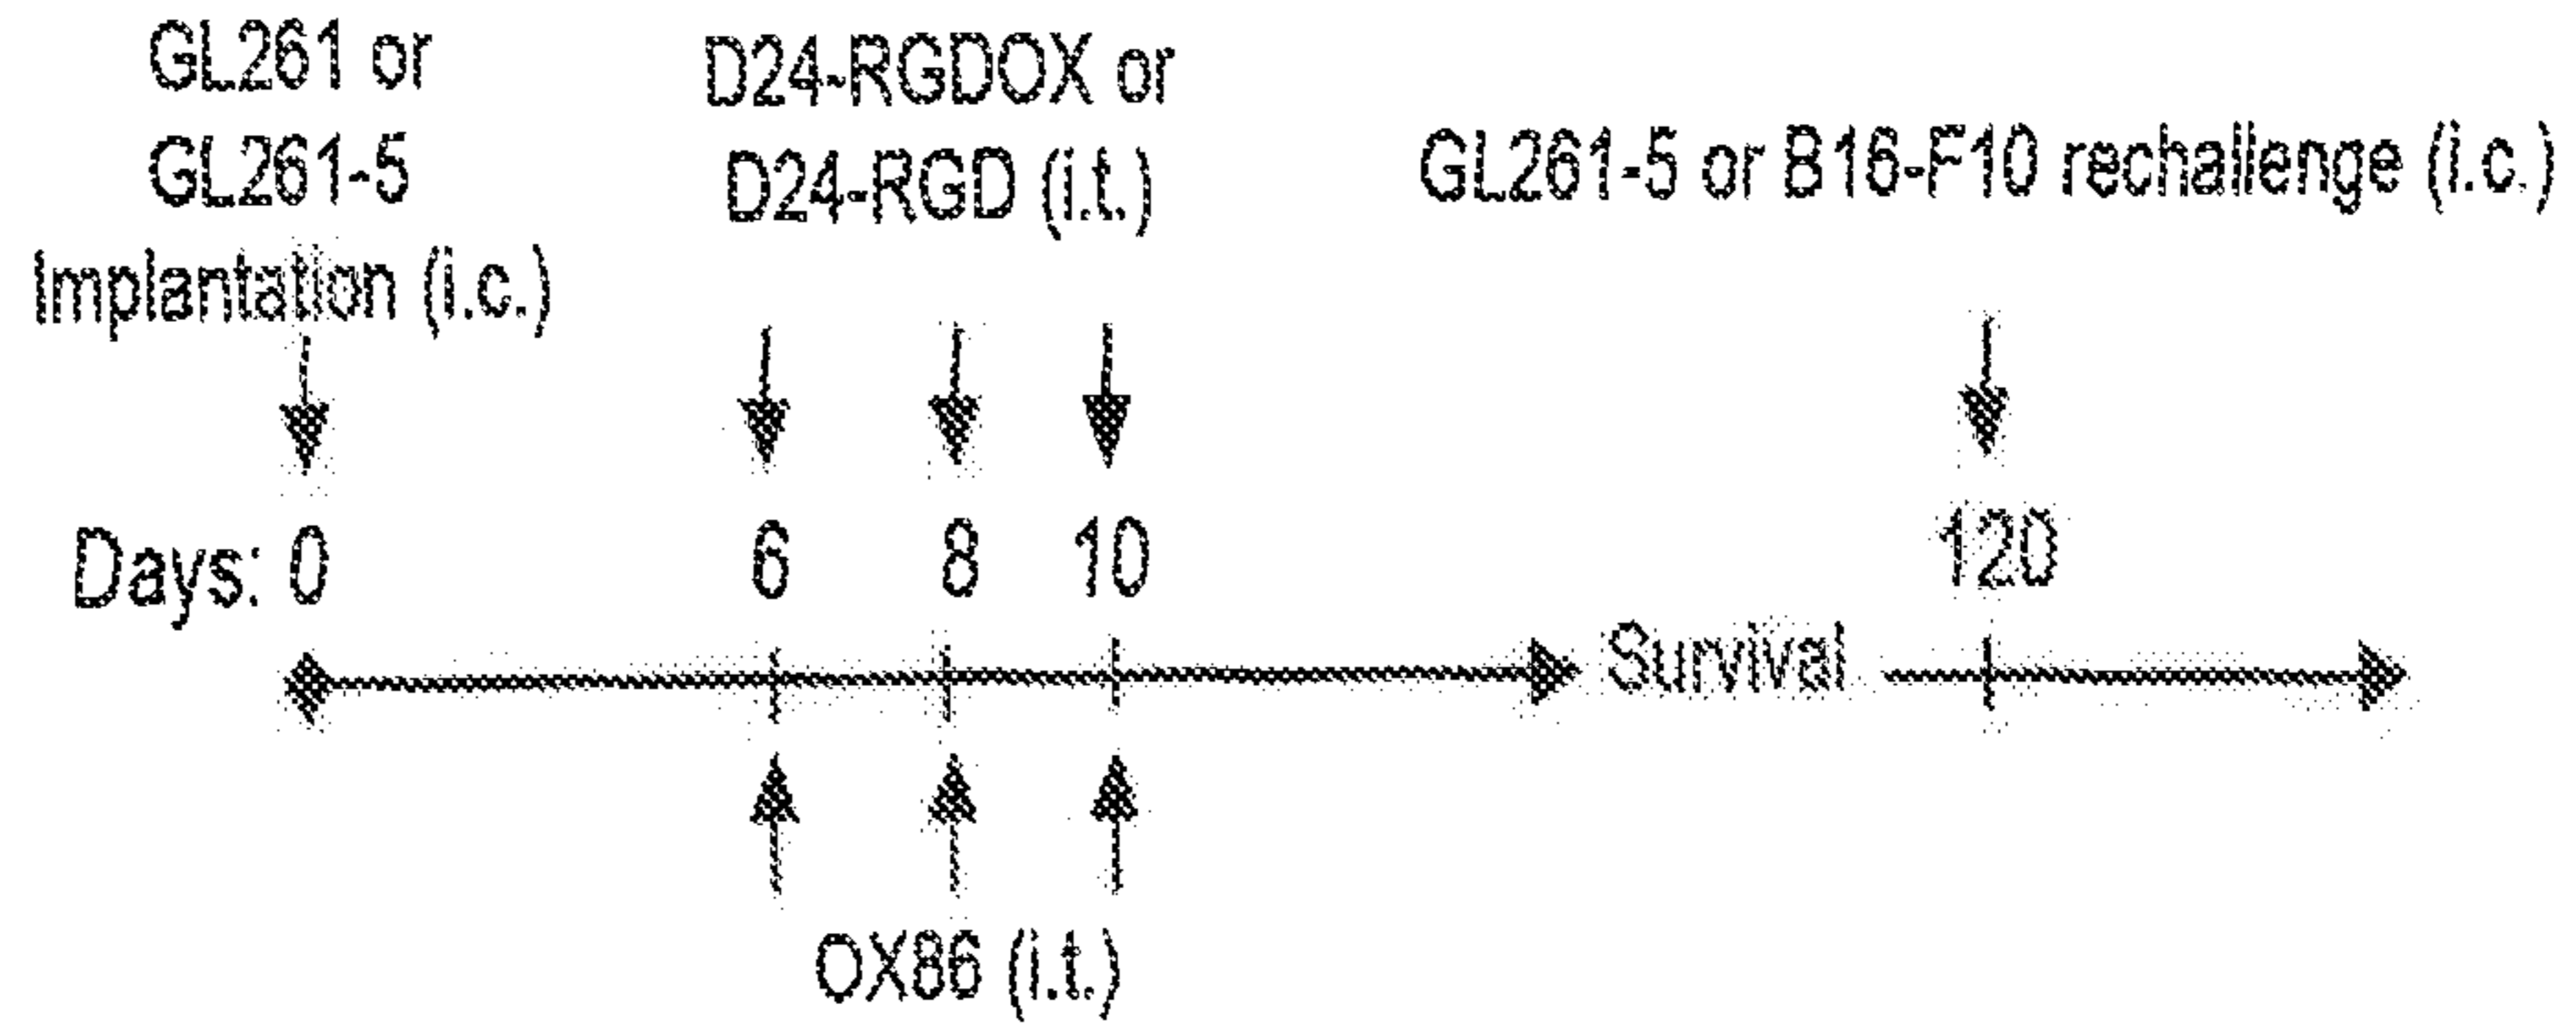 GL261 or
GL261-5
Implantation (i.c.)
D24-RGDOX or
D24-RGD (i.t.)
GL261-5 or B16-F10 rechallenge (i.c.)
Days: 0 6 8 10 120
Survival
OX86 (i.t.)